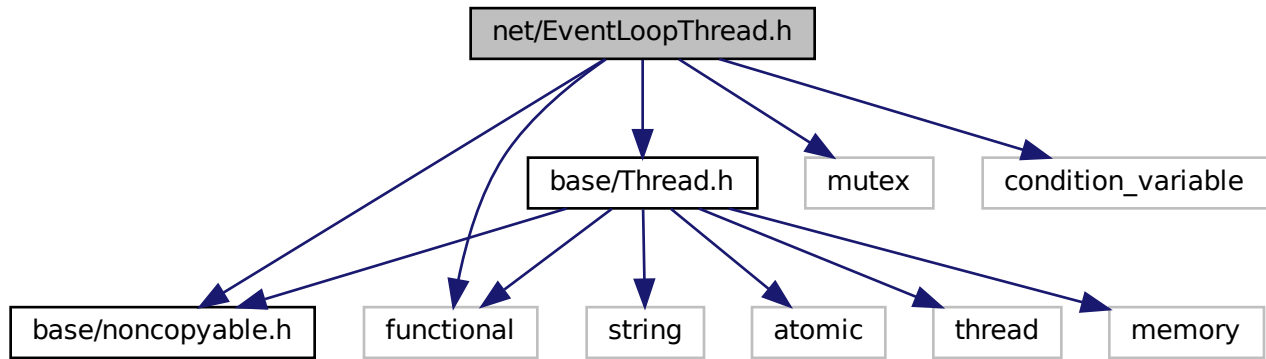 net/EventLoopThread.h
base/Thread.h
mutex
condition_variable
base/noncopyable.h
functional
string
atomic
thread
memory